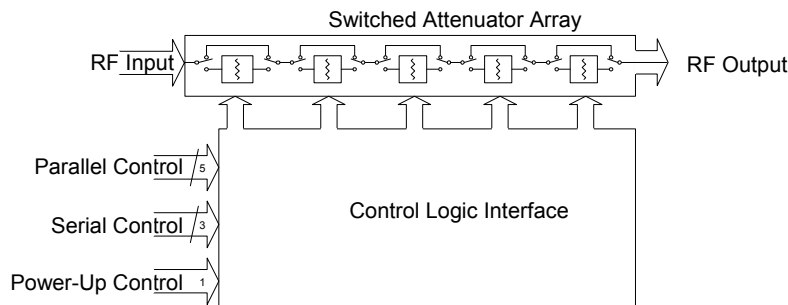 Switched Attenuator Array
RF Input
RF Output
Parallel Control
5
Control Logic Interface
Serial Control
3
Power-Up Control
1